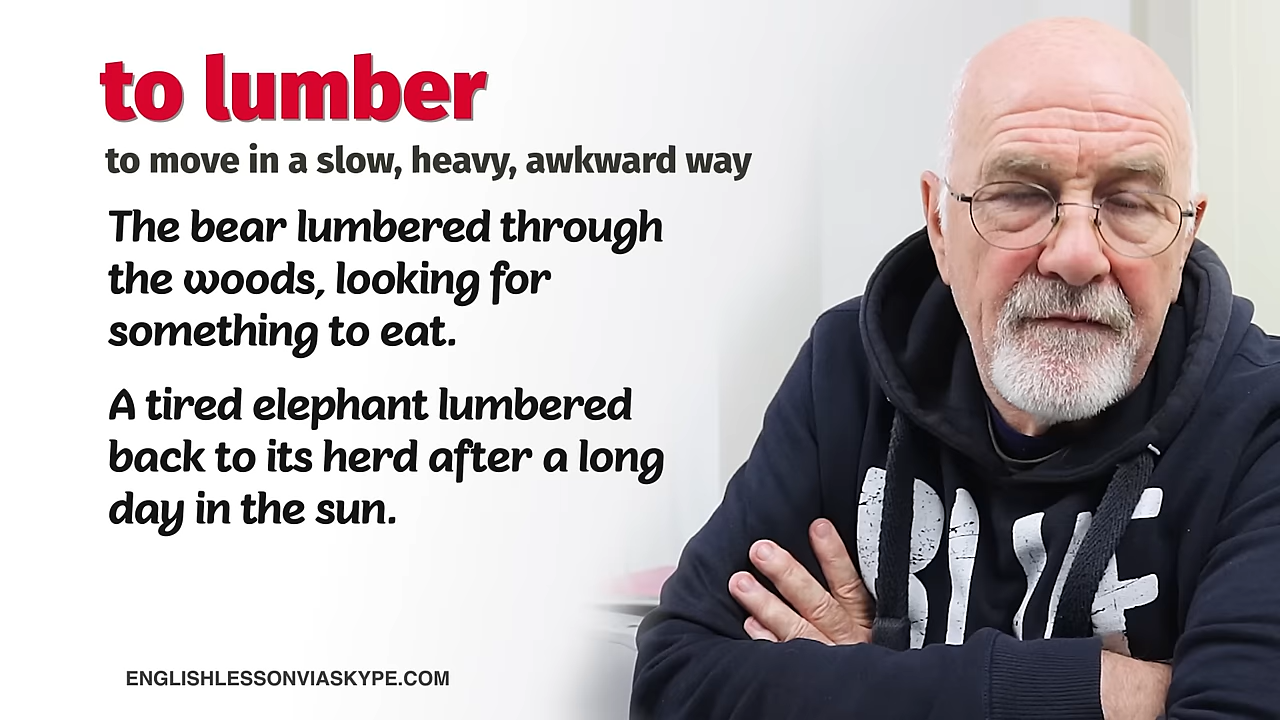 to lumber
to move in a slow, heavy, awkward way
The bear lumbered through
the woods, looking for
something to eat.
A tired elephant lumbered
back to its herd after a long
day in the sun.
BLUE
ENGLISHLESSONVIASKYPE.COM